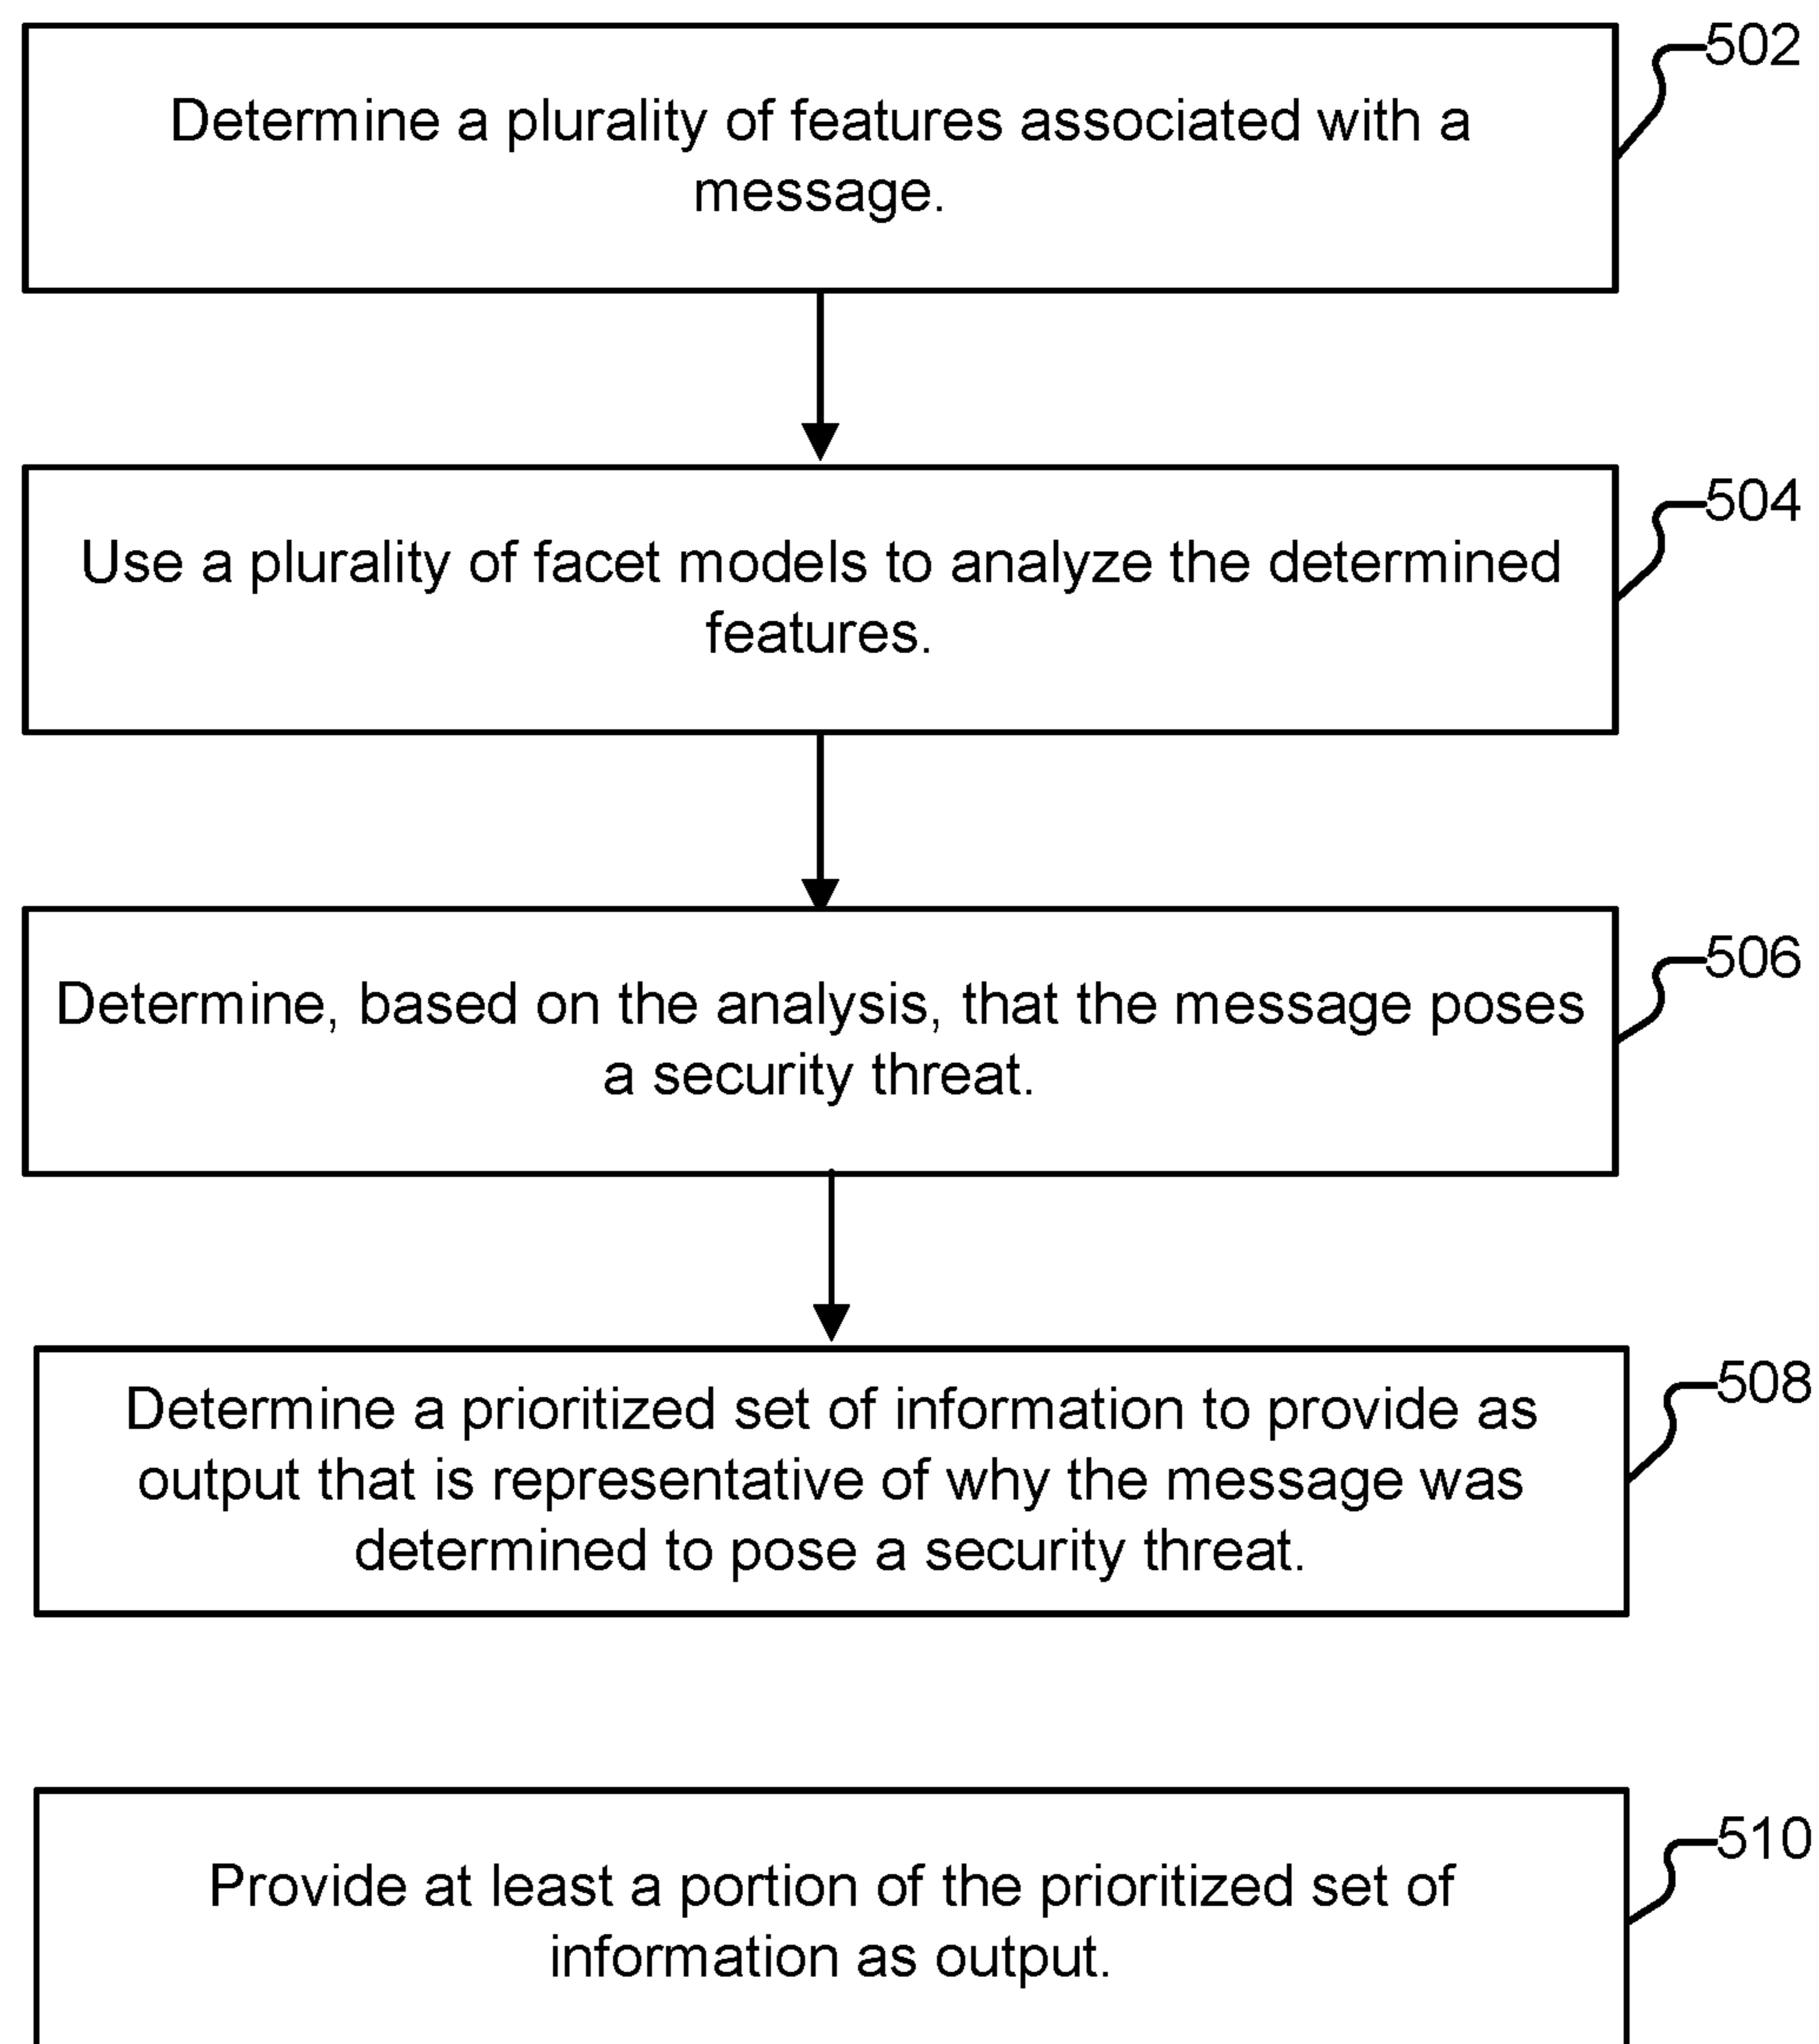 502
Determine a plurality of features associated with a
message.
504
Use a plurality of facet models to analyze the determined
features.
506
Determine, based on the analysis, that the message poses
a security threat.
508
Determine a prioritized set of information to provide as
output that is representative of why the message was
determined to pose a security threat.
510
Provide at least a portion of the prioritized set of
information as output.